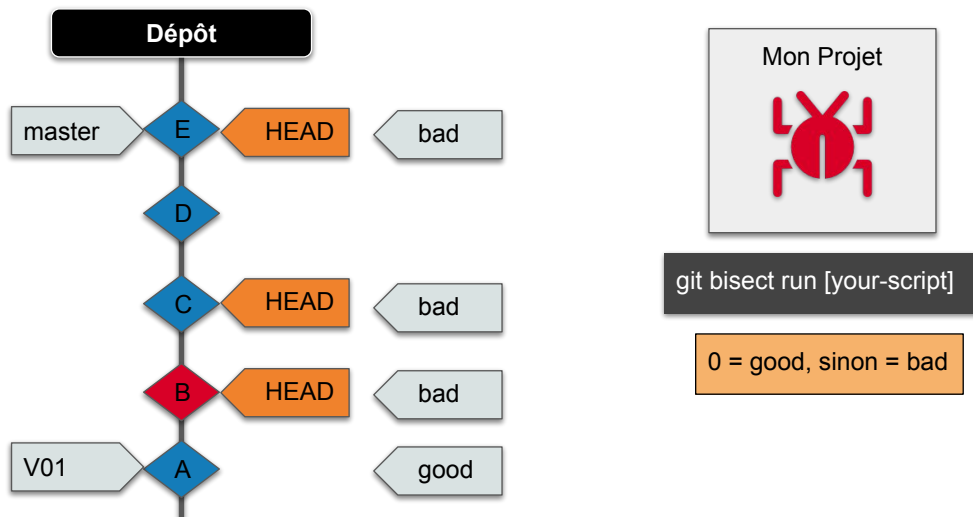 Dépôt
Mon Projet
master
E
HEAD
bad
D
git bisect run [your-script]
C
HEAD
bad
0 = good, sinon = bad
B
HEAD
bad
V01
A
good